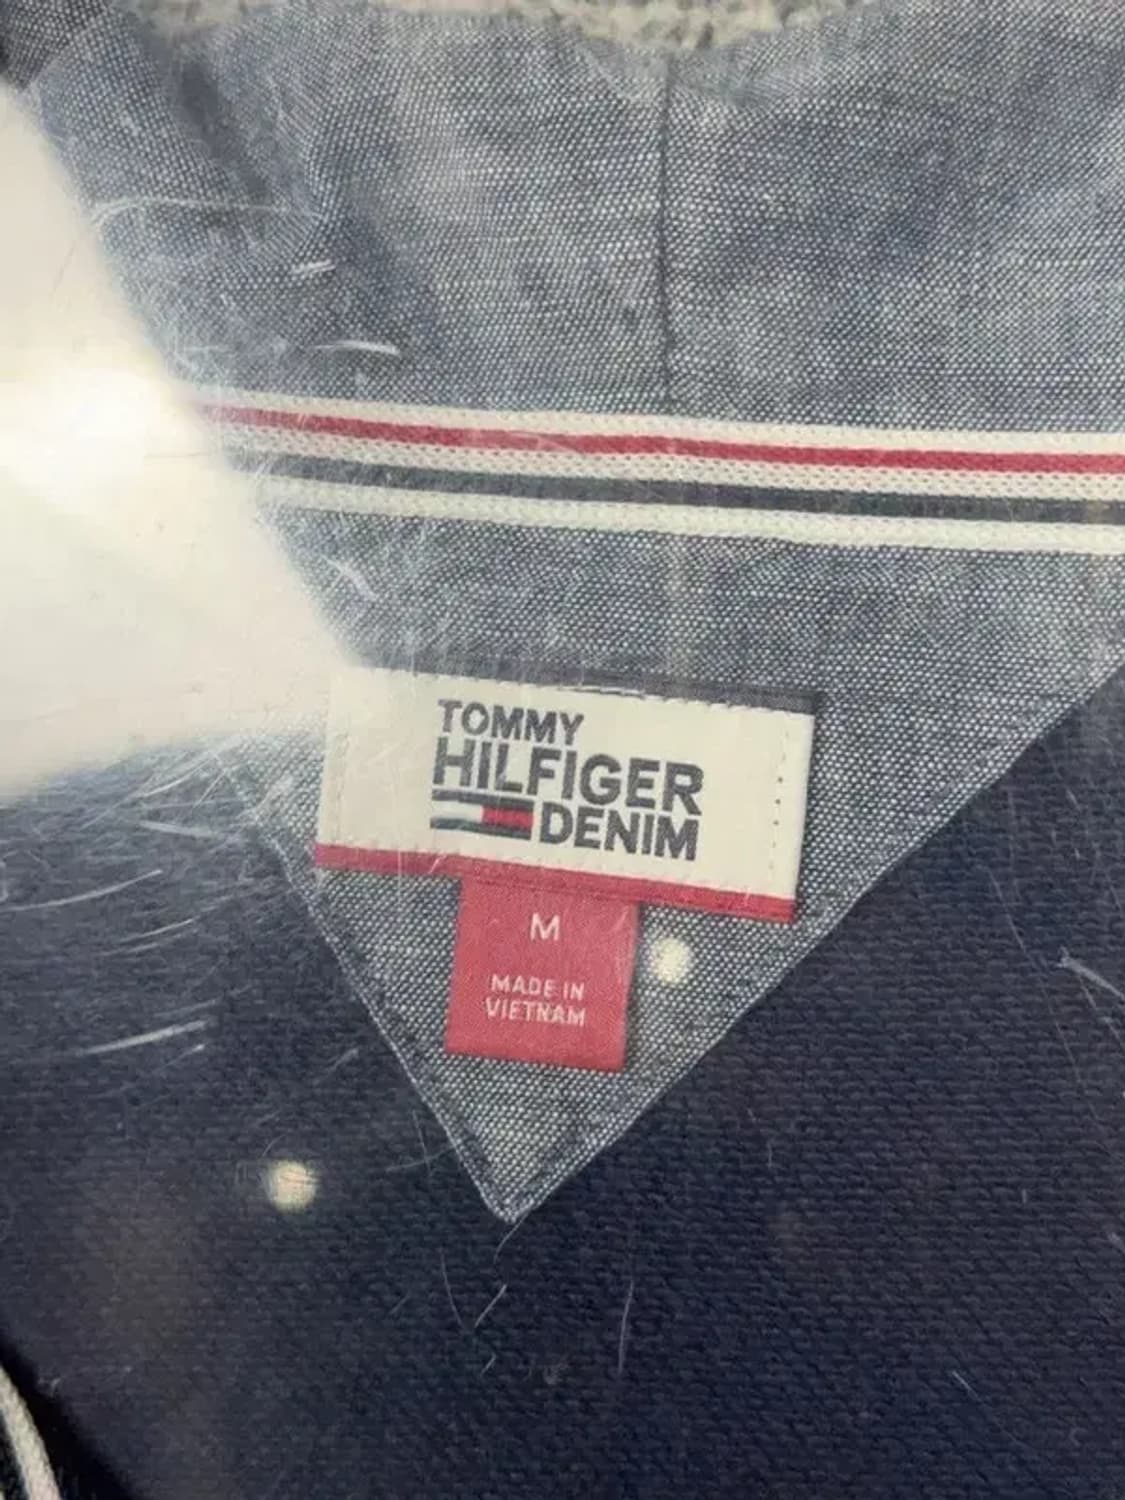 TOMMY
HILFIGER
DENIM
M
MADE IN
VIETNAM